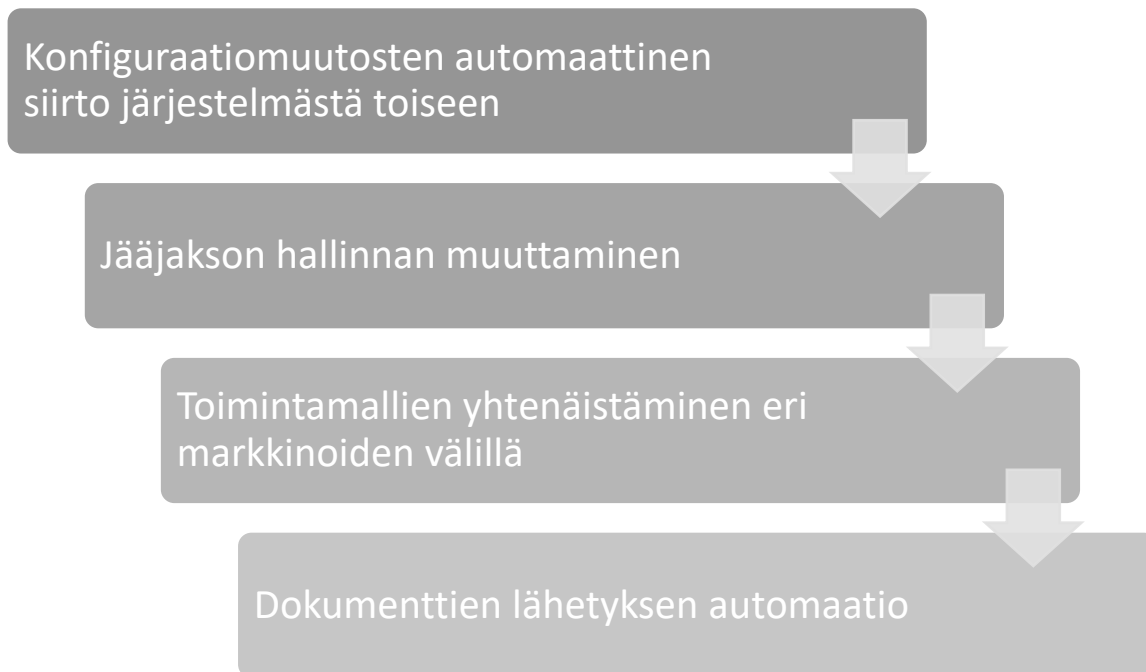 Konfiguraatiomuutosten automaattinen
siirto järjestelmästä toiseen
Jääjakson hallinnan muuttaminen
Toimintamallien yhtenäistäminen eri
markkinoiden välillä
Dokumenttien lähetyksen automaatio